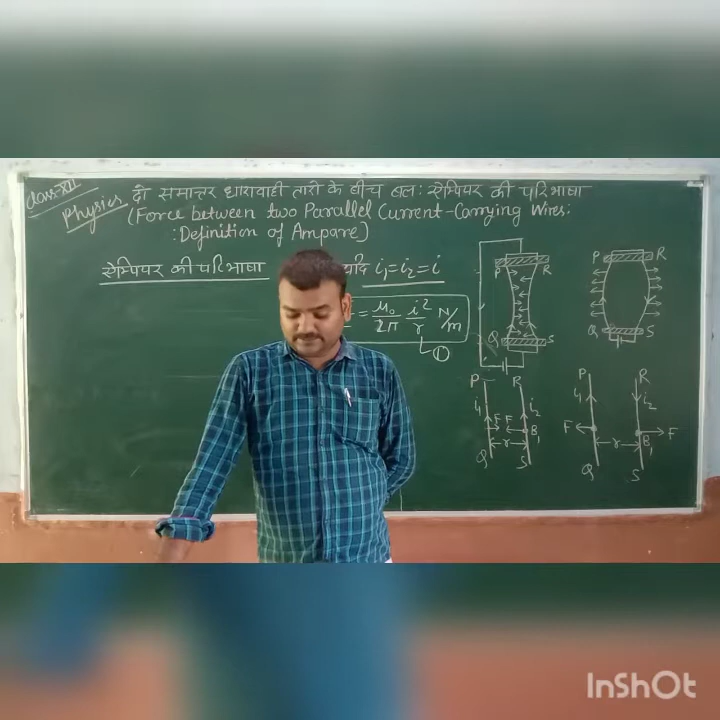 Class-XII
Physics
दो समान्तर धारावाही तारों के बीच बल: ऐम्पियर की परिभाषा
(Force between two Parallel Current-Carrying Wires:
:Definition of Ampare)
ऐम्पियर की परिभाषा
यदि i₁=i₂=i
= μ₀/2π i²/r N/m
①
P R
Q S
P R
Q S
P R
i₁ i₂
F F
B₁
r
Q S
P R
i₁ i₂
F F
r B₁
Q S
InShOt